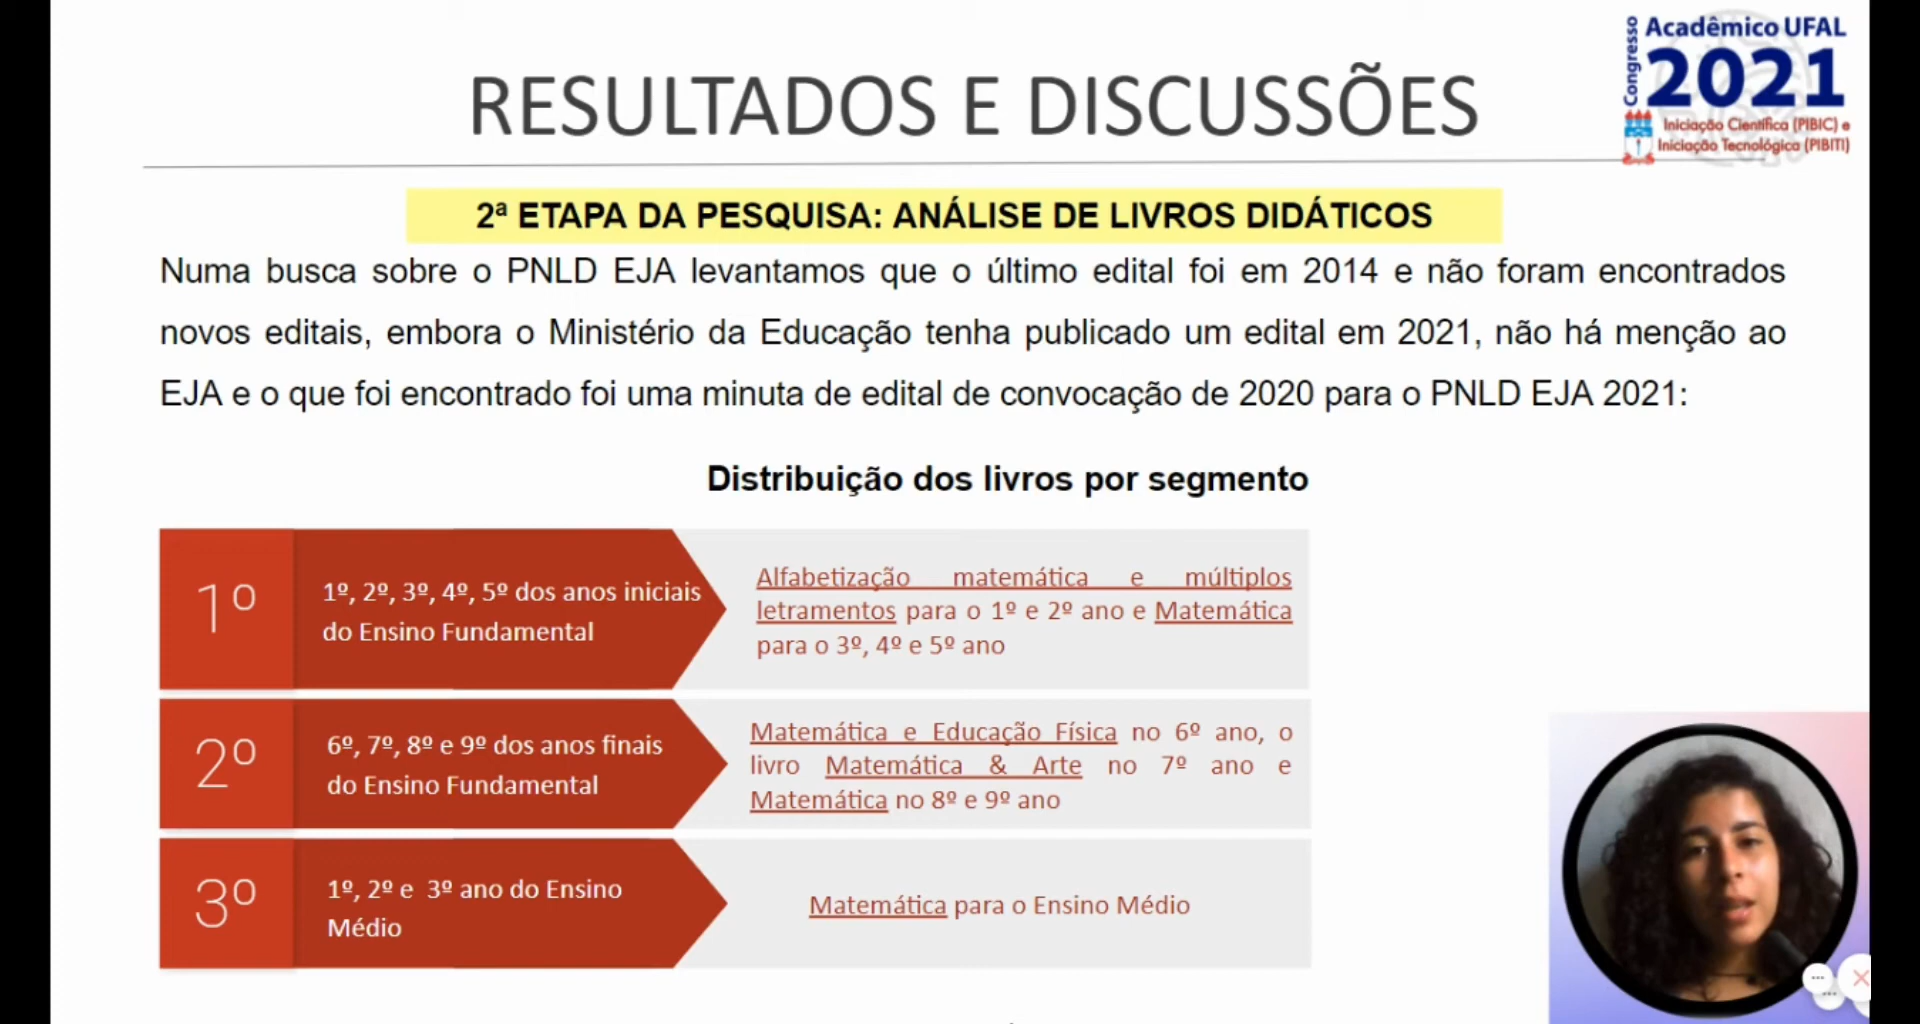 Congresso
Acadêmico UFAL
2021
Iniciação Científica (PIBIC) e
Iniciação Tecnológica (PIBITI)
RESULTADOS E DISCUSSÕES
2ª ETAPA DA PESQUISA: ANÁLISE DE LIVROS DIDÁTICOS
Numa busca sobre o PNLD EJA levantamos que o último edital foi em 2014 e não foram encontrados
novos editais, embora o Ministério da Educação tenha publicado um edital em 2021, não há menção ao
EJA e o que foi encontrado foi uma minuta de edital de convocação de 2020 para o PNLD EJA 2021:
Distribuição dos livros por segmento
1º
1º, 2º, 3º, 4º, 5º dos anos iniciais
do Ensino Fundamental
Alfabetização matemática e múltiplos
letramentos para o 1º e 2º ano e Matemática
para o 3º, 4º e 5º ano
2º
6º, 7º, 8º e 9º dos anos finais
do Ensino Fundamental
Matemática e Educação Física no 6º ano, o
livro Matemática & Arte no 7º ano e
Matemática no 8º e 9º ano
3º
1º, 2º e 3º ano do Ensino
Médio
Matemática para o Ensino Médio